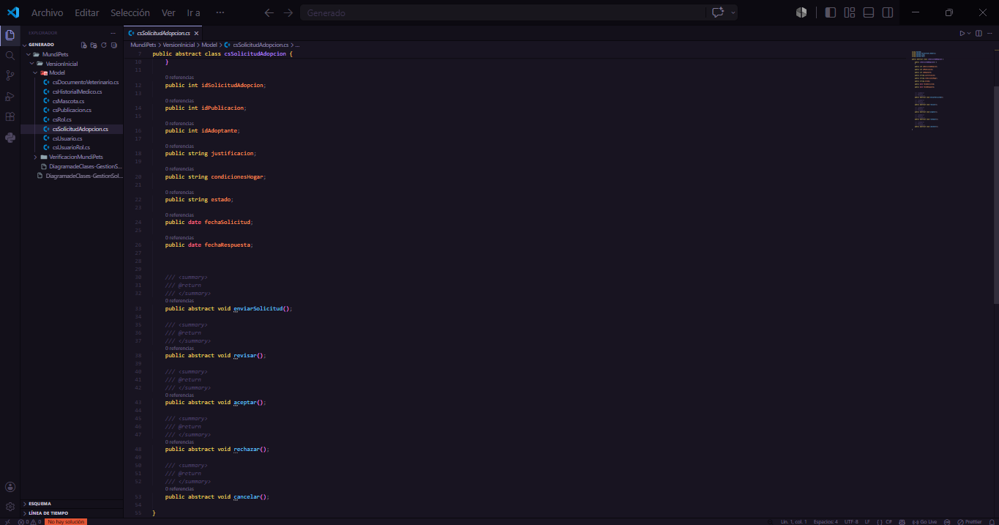 Archivo Editar Selección Ver Ir a ···
Generado
EXPLORADOR ···
GENERADO
MundiPets
VersionInicial
Model
csDocumentoVeterinario.cs
csHistorialMedico.cs
csMascota.cs
csPublicacion.cs
csRol.cs
csSolicitudAdopcion.cs
csUsuario.cs
csUsuarioRol.cs
VerificacionMundiPets
DiagramadeClases-GestionS...
DiagramadeClases-GestionSol...
ESQUEMA
LÍNEA DE TIEMPO
csSolicitudAdopcion.cs
MundiPets > VersionInicial > Model > csSolicitudAdopcion.cs > ...
7 public abstract class csSolicitudAdopcion {
10 }
11
0 referencias
12 public int idSolicitudAdopcion;
13
0 referencias
14 public int idPublicacion;
15
0 referencias
16 public int idAdoptante;
17
0 referencias
18 public string justificacion;
19
0 referencias
20 public string condicionesHogar;
21
0 referencias
22 public string estado;
23
0 referencias
24 public date fechaSolicitud;
25
0 referencias
26 public date fechaRespuesta;
27
28
29
30 /// <summary>
31 /// @return
32 /// </summary>
0 referencias
33 public abstract void enviarSolicitud();
34
35 /// <summary>
36 /// @return
37 /// </summary>
0 referencias
38 public abstract void revisar();
39
40 /// <summary>
41 /// @return
42 /// </summary>
0 referencias
43 public abstract void aceptar();
44
45 /// <summary>
46 /// @return
47 /// </summary>
0 referencias
48 public abstract void rechazar();
49
50 /// <summary>
51 /// @return
52 /// </summary>
0 referencias
53 public abstract void cancelar();
54
55 }
0 0 No hay solución
Lín. 1, col. 1 Espacios: 4 UTF-8 LF { } C# Go Live Prettier